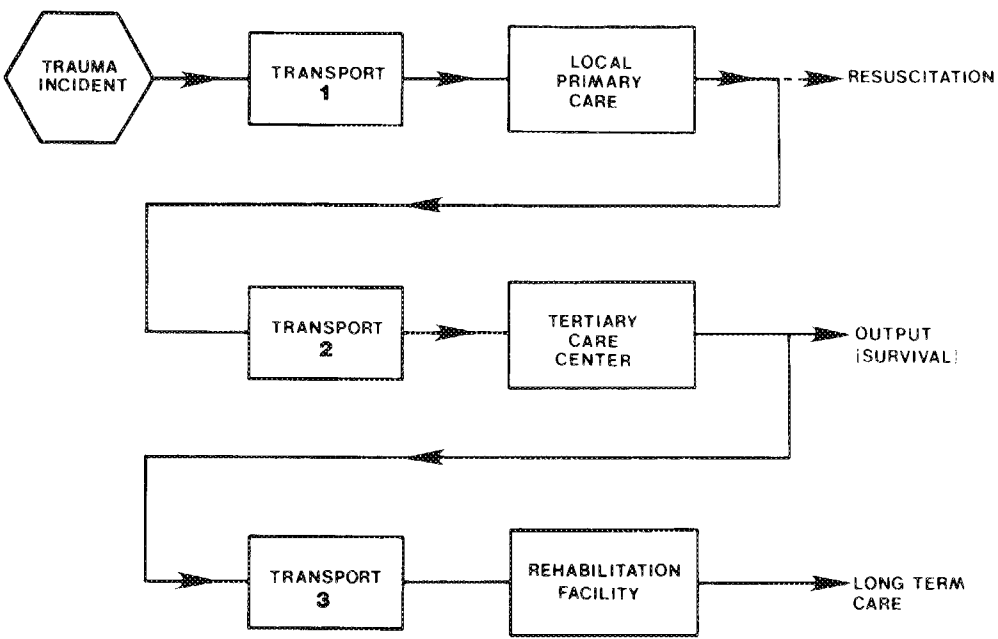 TRAUMA
INCIDENT
TRANSPORT
1
LOCAL
PRIMARY
CARE
RESUSCITATION
TRANSPORT
2
TERTIARY
CARE
CENTER
OUTPUT
(SURVIVAL)
TRANSPORT
3
REHABILITATION
FACILITY
LONG TERM
CARE